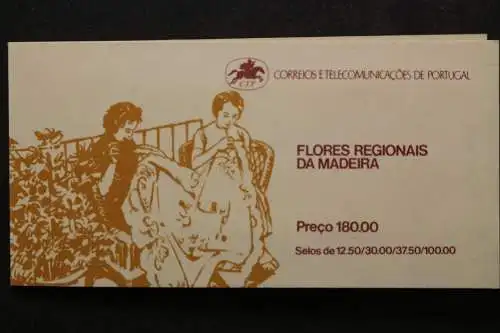 CORREIOS E TELECOMUNICAÇÕES DE PORTUGAL
CTT
FLORES REGIONAIS
DA MADEIRA
Preço 180.00
Selos de 12.50/30.00/37.50/100.00